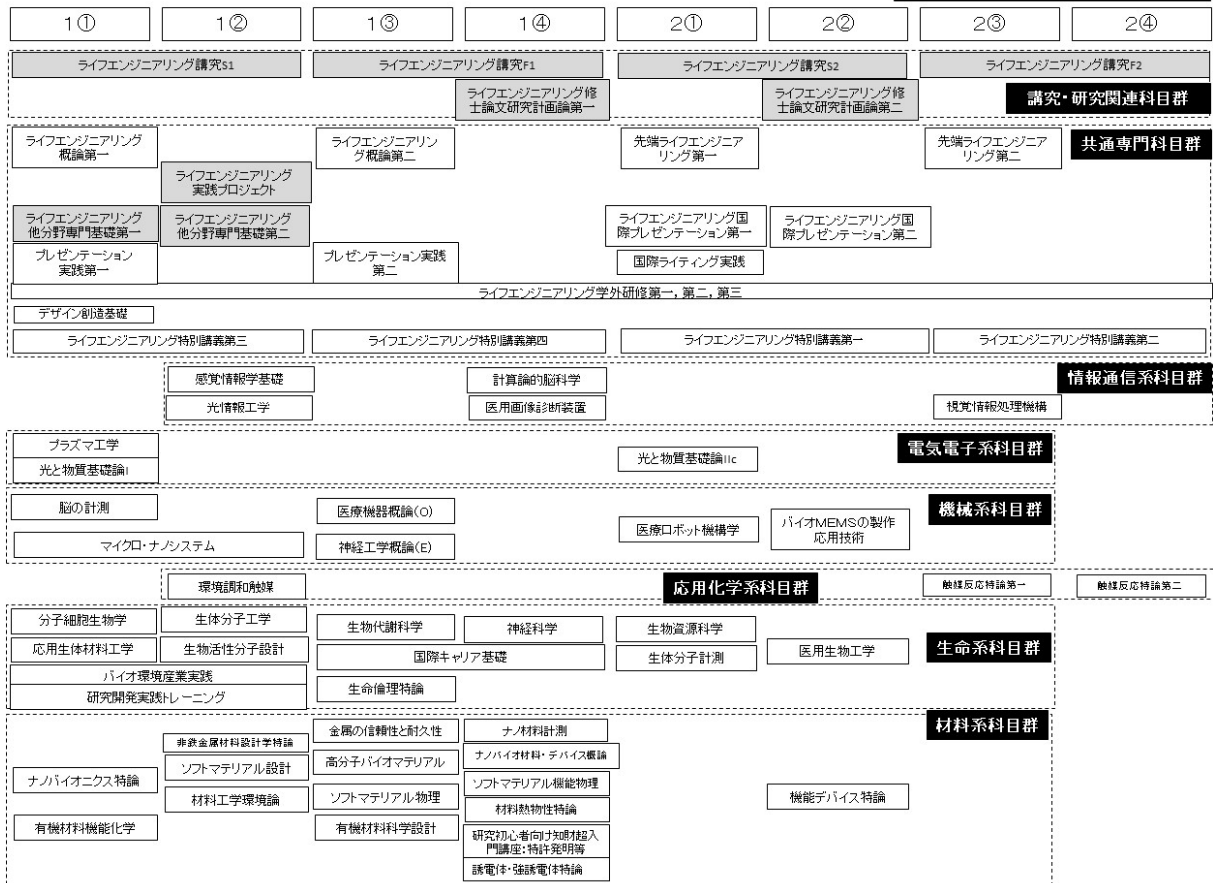 1①
1②
1③
1④
2①
2②
2③
2④
ライフエンジニアリング講究S1
ライフエンジニアリング講究F1
ライフエンジニアリング講究S2
ライフエンジニアリング講究F2
ライフエンジニアリング修
士論文研究計画論第一
ライフエンジニアリング修
士論文研究計画論第二
講究・研究関連科目群
ライフエンジニアリング
概論第一
ライフエンジニアリン
グ概論第二
先端ライフエンジニア
リング第一
先端ライフエンジニア
リング第二
共通専門科目群
ライフエンジニアリング
実践プロジェクト
ライフエンジニアリング
他分野専門基礎第一
ライフエンジニアリング
他分野専門基礎第二
ライフエンジニアリング国
際プレゼンテーション第一
ライフエンジニアリング国
際プレゼンテーション第二
プレゼンテーション
実践第一
プレゼンテーション実践
第二
国際ライティング実践
ライフエンジニアリング学外研修第一，第二，第三
デザイン創造基礎
ライフエンジニアリング特別講義第三
ライフエンジニアリング特別講義第四
ライフエンジニアリング特別講義第一
ライフエンジニアリング特別講義第二
感覚情報学基礎
計算論的脳科学
情報通信系科目群
光情報工学
医用画像診断装置
視覚情報処理機構
プラズマ工学
光と物質基礎論I
光と物質基礎論IIc
電気電子系科目群
脳の計測
医療機器概論(O)
医療ロボット機構学
バイオMEMSの製作
応用技術
機械系科目群
マイクロ・ナノシステム
神経工学概論(E)
環境調和触媒
応用化学系科目群
触媒反応特論第一
触媒反応特論第二
分子細胞生物学
生体分子工学
生物代謝科学
神経科学
生物資源科学
応用生体材料工学
生物活性分子設計
国際キャリア基礎
生体分子計測
医用生物工学
生命系科目群
バイオ環境産業実践
研究開発実践トレーニング
生命倫理特論
金属の信頼性と耐久性
ナノ材料計測
材料系科目群
非鉄金属材料設計学特論
ナノバイオ材料・デバイス概論
ソフトマテリアル設計
高分子バイオマテリアル
ナノバイオニクス特論
ソフトマテリアル機能物理
材料工学環境論
ソフトマテリアル物理
材料熱物性特論
機能デバイス特論
有機材料機能化学
有機材料科学設計
研究初心者向け知財超入
門講座：特許発明等
誘電体・強誘電体特論